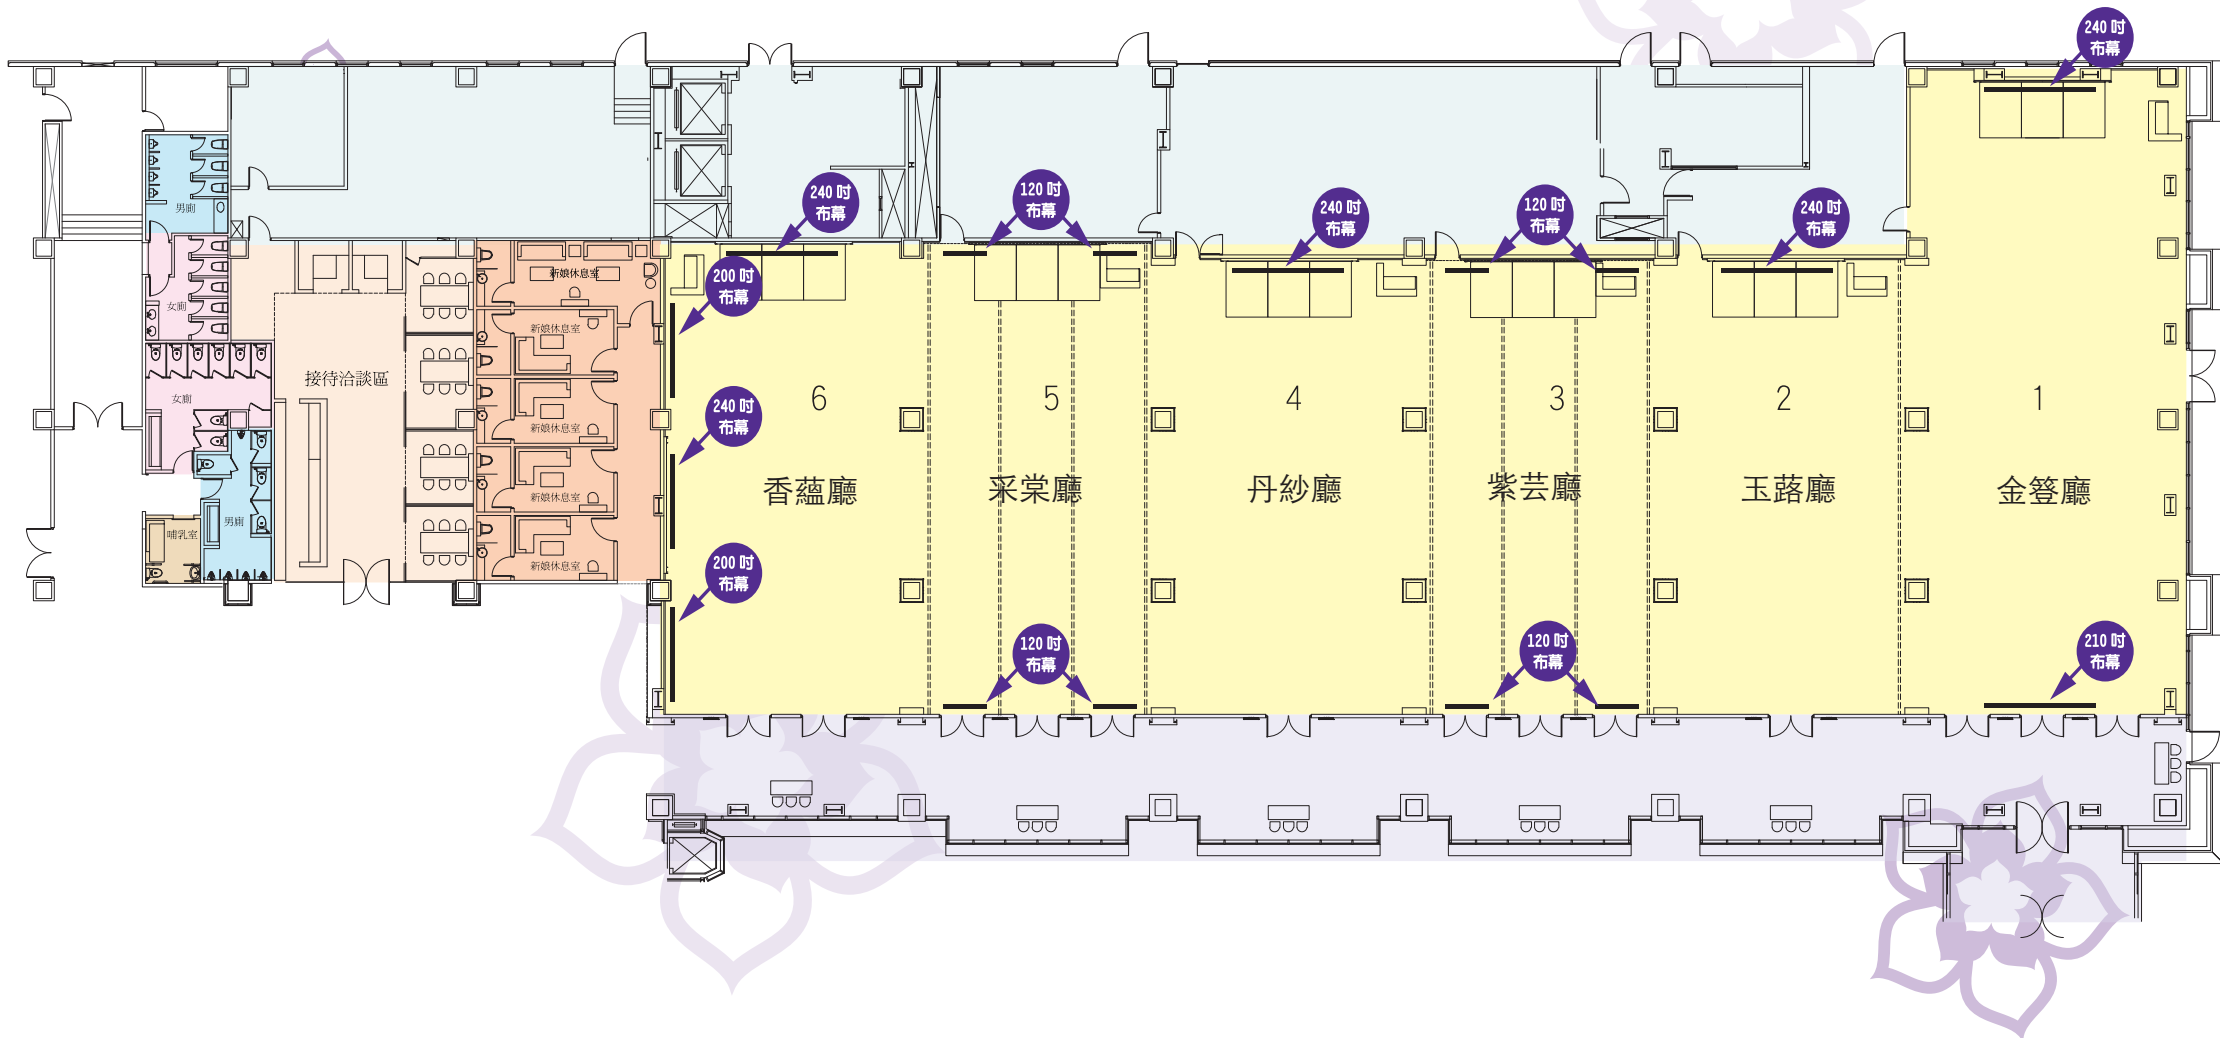 240 吋
布幕
240 吋
布幕
120 吋
布幕
240 吋
布幕
120 吋
布幕
240 吋
布幕
男廁
女廁
新娘休息室
200 吋
布幕
新娘休息室
接待洽談區
女廁
240 吋
布幕
6
5
4
3
2
1
新娘休息室
香蘊廳
采棠廳
丹紗廳
紫芸廳
玉蕗廳
金簦廳
新娘休息室
男廁
哺乳室
新娘休息室
200 吋
布幕
120 吋
布幕
120 吋
布幕
210 吋
布幕